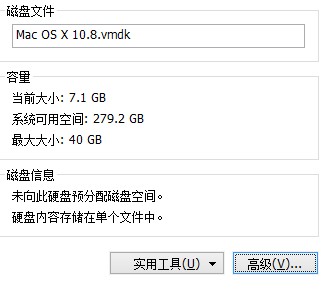 磁盘文件
Mac OS X 10.8.vmdk
容量
当前大小: 7.1 GB
系统可用空间: 279.2 GB
最大大小: 40 GB
磁盘信息
未向此硬盘预分配磁盘空间。
硬盘内容存储在单个文件中。
实用工具(U) 高级(V)...